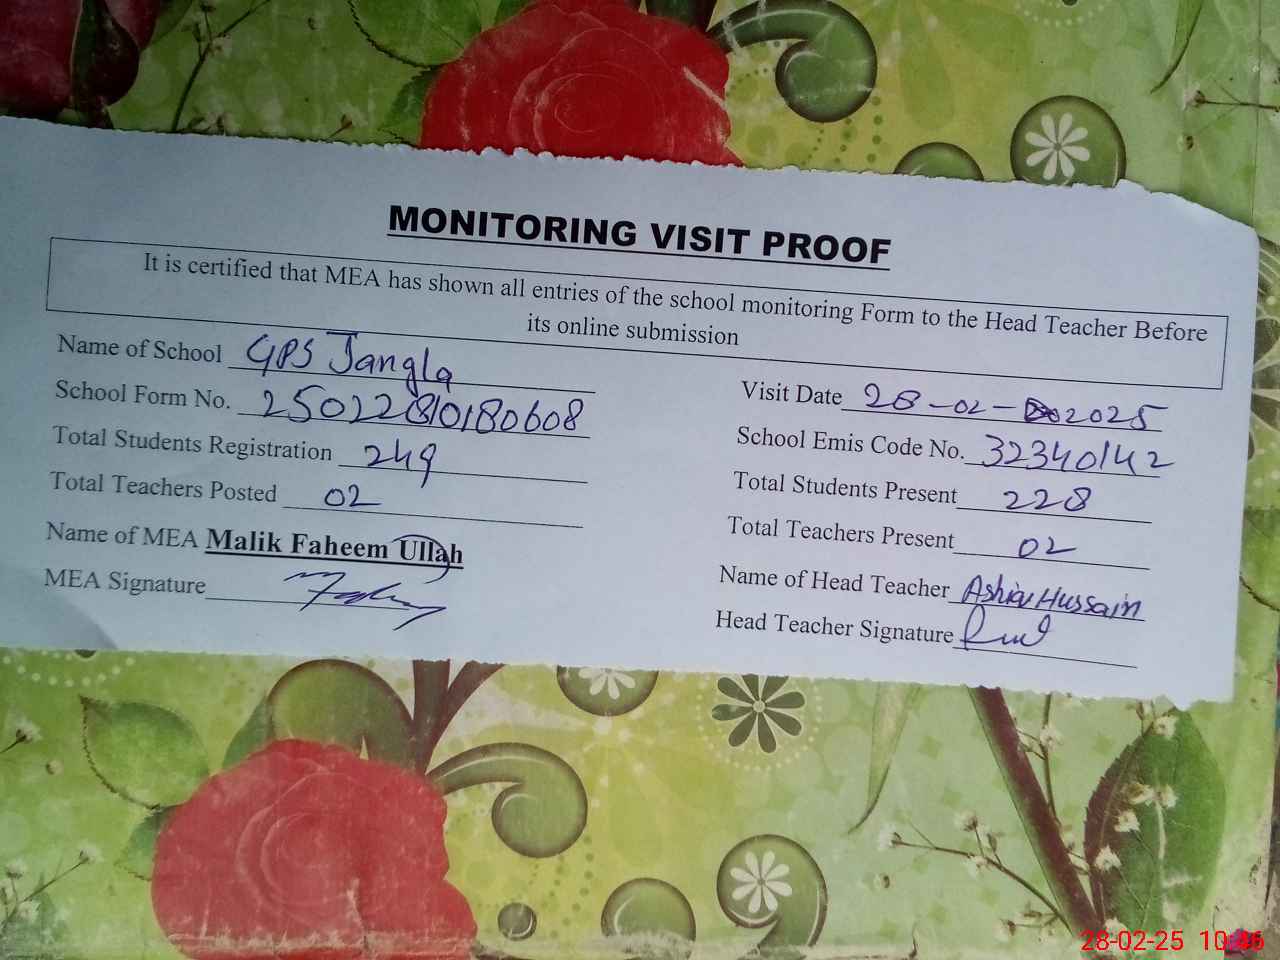 MONITORING VISIT PROOF
It is certified that MEA has shown all entries of the school monitoring Form to the Head Teacher Before
its online submission
Name of School GPS Jangla
Visit Date 28-02-2025
School Form No. 25022810180608
School Emis Code No. 32340142
Total Students Registration 249
Total Students Present 228
Total Teachers Posted 02
Total Teachers Present 02
Name of MEA Malik Faheem Ullah
Name of Head Teacher Hussain
MEA Signature
Head Teacher Signature
28-02-25 10:46